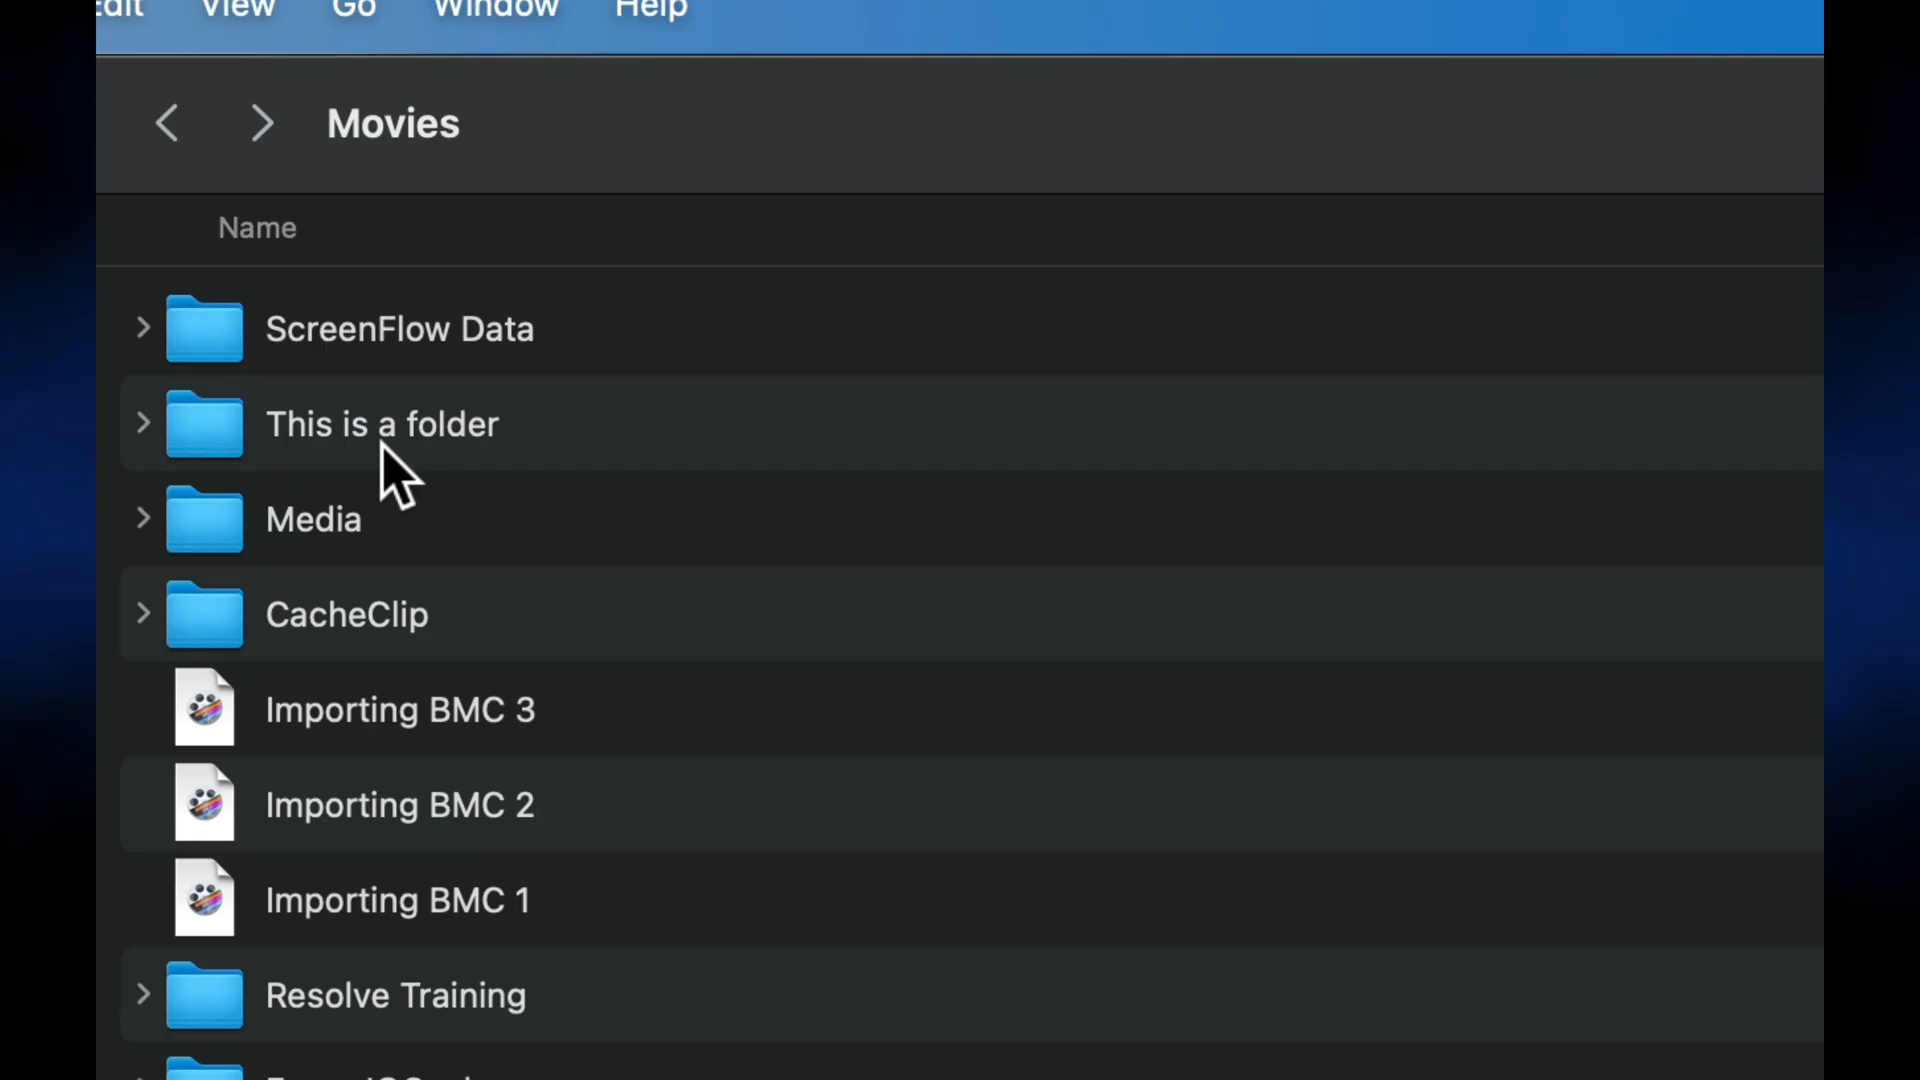 Edit View Go Window Help
Movies
Name
ScreenFlow Data
This is a folder
Media
CacheClip
Importing BMC 3
Importing BMC 2
Importing BMC 1
Resolve Training